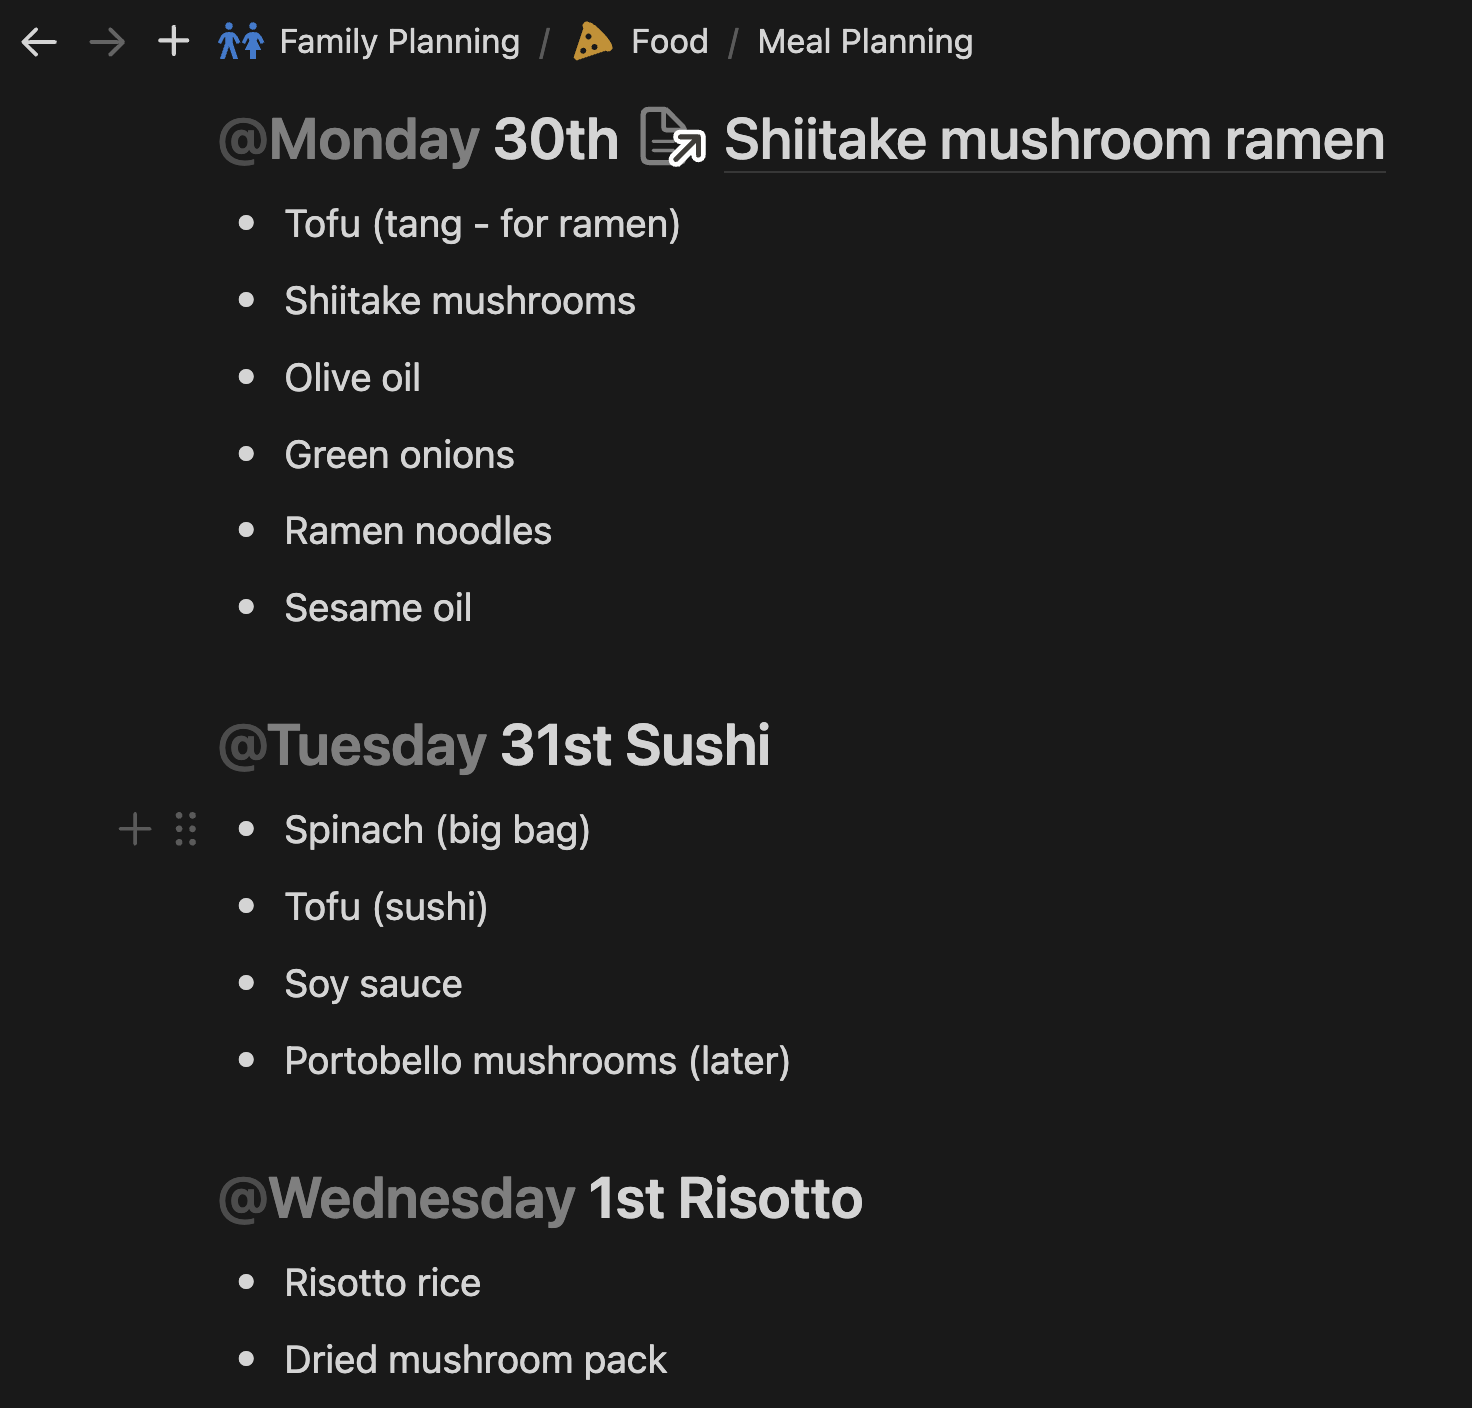 Family Planning / Food / Meal Planning
@Monday 30th Shiitake mushroom ramen
Tofu (tang - for ramen)
Shiitake mushrooms
Olive oil
Green onions
Ramen noodles
Sesame oil
@Tuesday 31st Sushi
Spinach (big bag)
Tofu (sushi)
Soy sauce
Portobello mushrooms (later)
@Wednesday 1st Risotto
Risotto rice
Dried mushroom pack